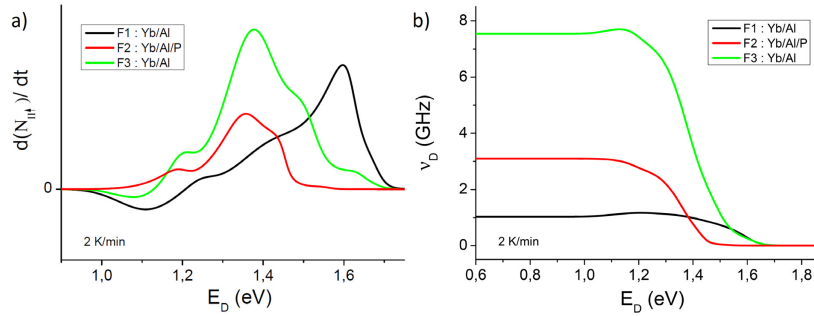 a)
F1 : Yb/Al
F2 : Yb/Al/P
F3 : Yb/Al
d(N)/ dt
0
2 K/min
1,0 1,2 1,4 1,6
E_D (eV)
b)
F1 : Yb/Al
F2 : Yb/Al/P
F3 : Yb/Al
ν_D (GHz)
8
6
4
2
0
2 K/min
0,6 0,8 1,0 1,2 1,4 1,6 1,8
E_D (eV)